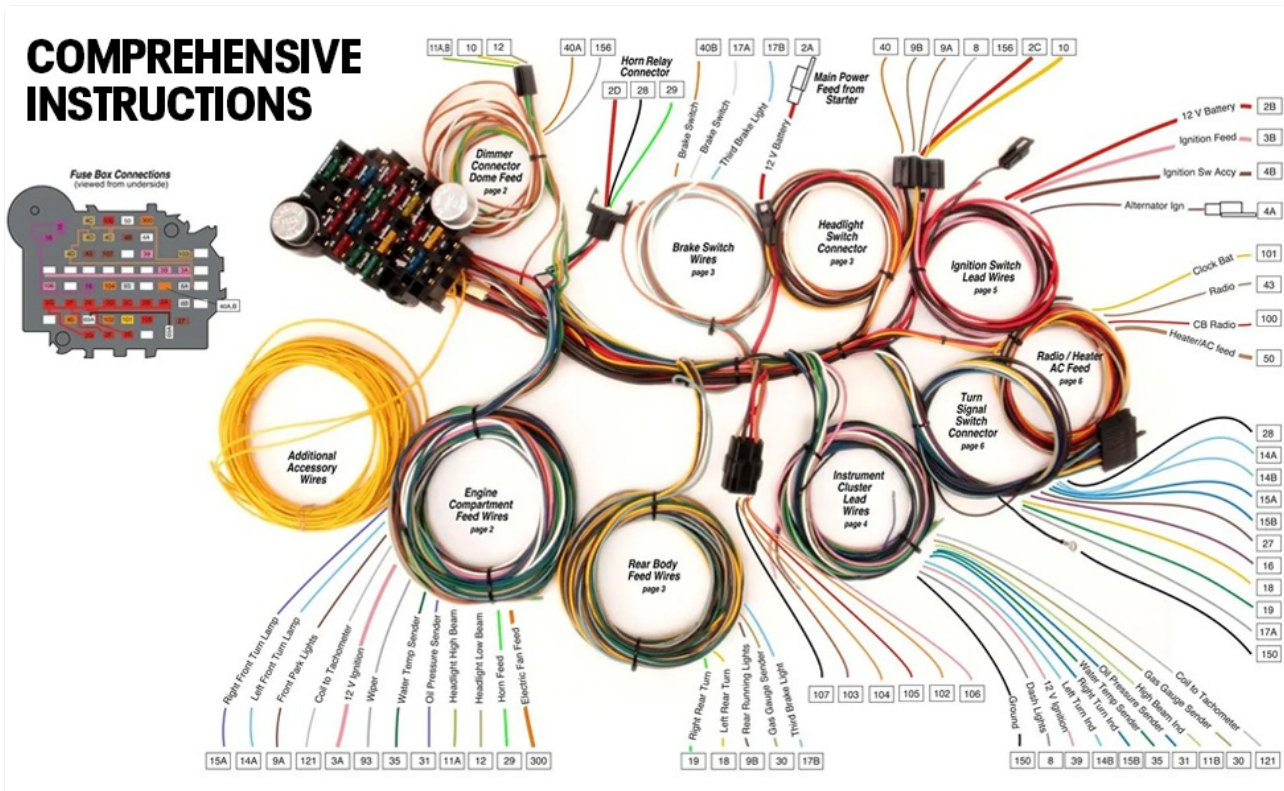 COMPREHENSIVE
INSTRUCTIONS
Fuse Box Connections
(viewed from underside)
40A,B
11A,B 10 12
40A 156
Horn Relay
Connector
2D 28 29
40B 17A 17B 2A
Brake Switch
Brake Switch
Third Brake Light
12 V Battery
Main Power
Feed from
Starter
40 9B 9A 8 156 2C 10
12 V Battery 2B
Ignition Feed 3B
Ignition Sw Accy 4B
Alternator Ign 4A
Clock Bat 101
Radio 43
CB Radio 100
Heater/AC feed 50
Dimmer
Connector
Dome Feed
page 2
Brake Switch
Wires
page 3
Headlight
Switch
Connector
page 3
Ignition Switch
Lead Wires
page 5
Radio / Heater
AC Feed
page 6
Turn
Signal
Switch
Connector
page 6
Instrument
Cluster
Lead
Wires
page 4
Additional
Accessory
Wires
Engine
Compartment
Feed Wires
page 2
Rear Body
Feed Wires
page 3
28
14A
14B
15A
15B
27
16
18
19
17A
150
107 103 104 105 102 106
Right Front Turn Lamp
Left Front Turn Lamp
Front Park Lights
Coil to Tachometer
12 V Ignition
Wiper
Water Temp Sender
Oil Pressure Sender
Headlight High Beam
Headlight Low Beam
Horn Feed
Electric Fan Feed
15A 14A 9A 121 3A 93 35 31 11A 12 29 300
Right Rear Turn
Left Rear Turn
Rear Running Lights
Gas Gauge Sender
Third Brake Light
19 18 9B 30 17B
Ground
Dash Lights
12 V Ignition
Left Turn Ind
Right Turn Ind
Water Temp Sender
Oil Pressure Sender
High Beam Ind
Gas Gauge Sender
Coil to Tachometer
150 8 39 14B 15B 35 31 11B 30 121